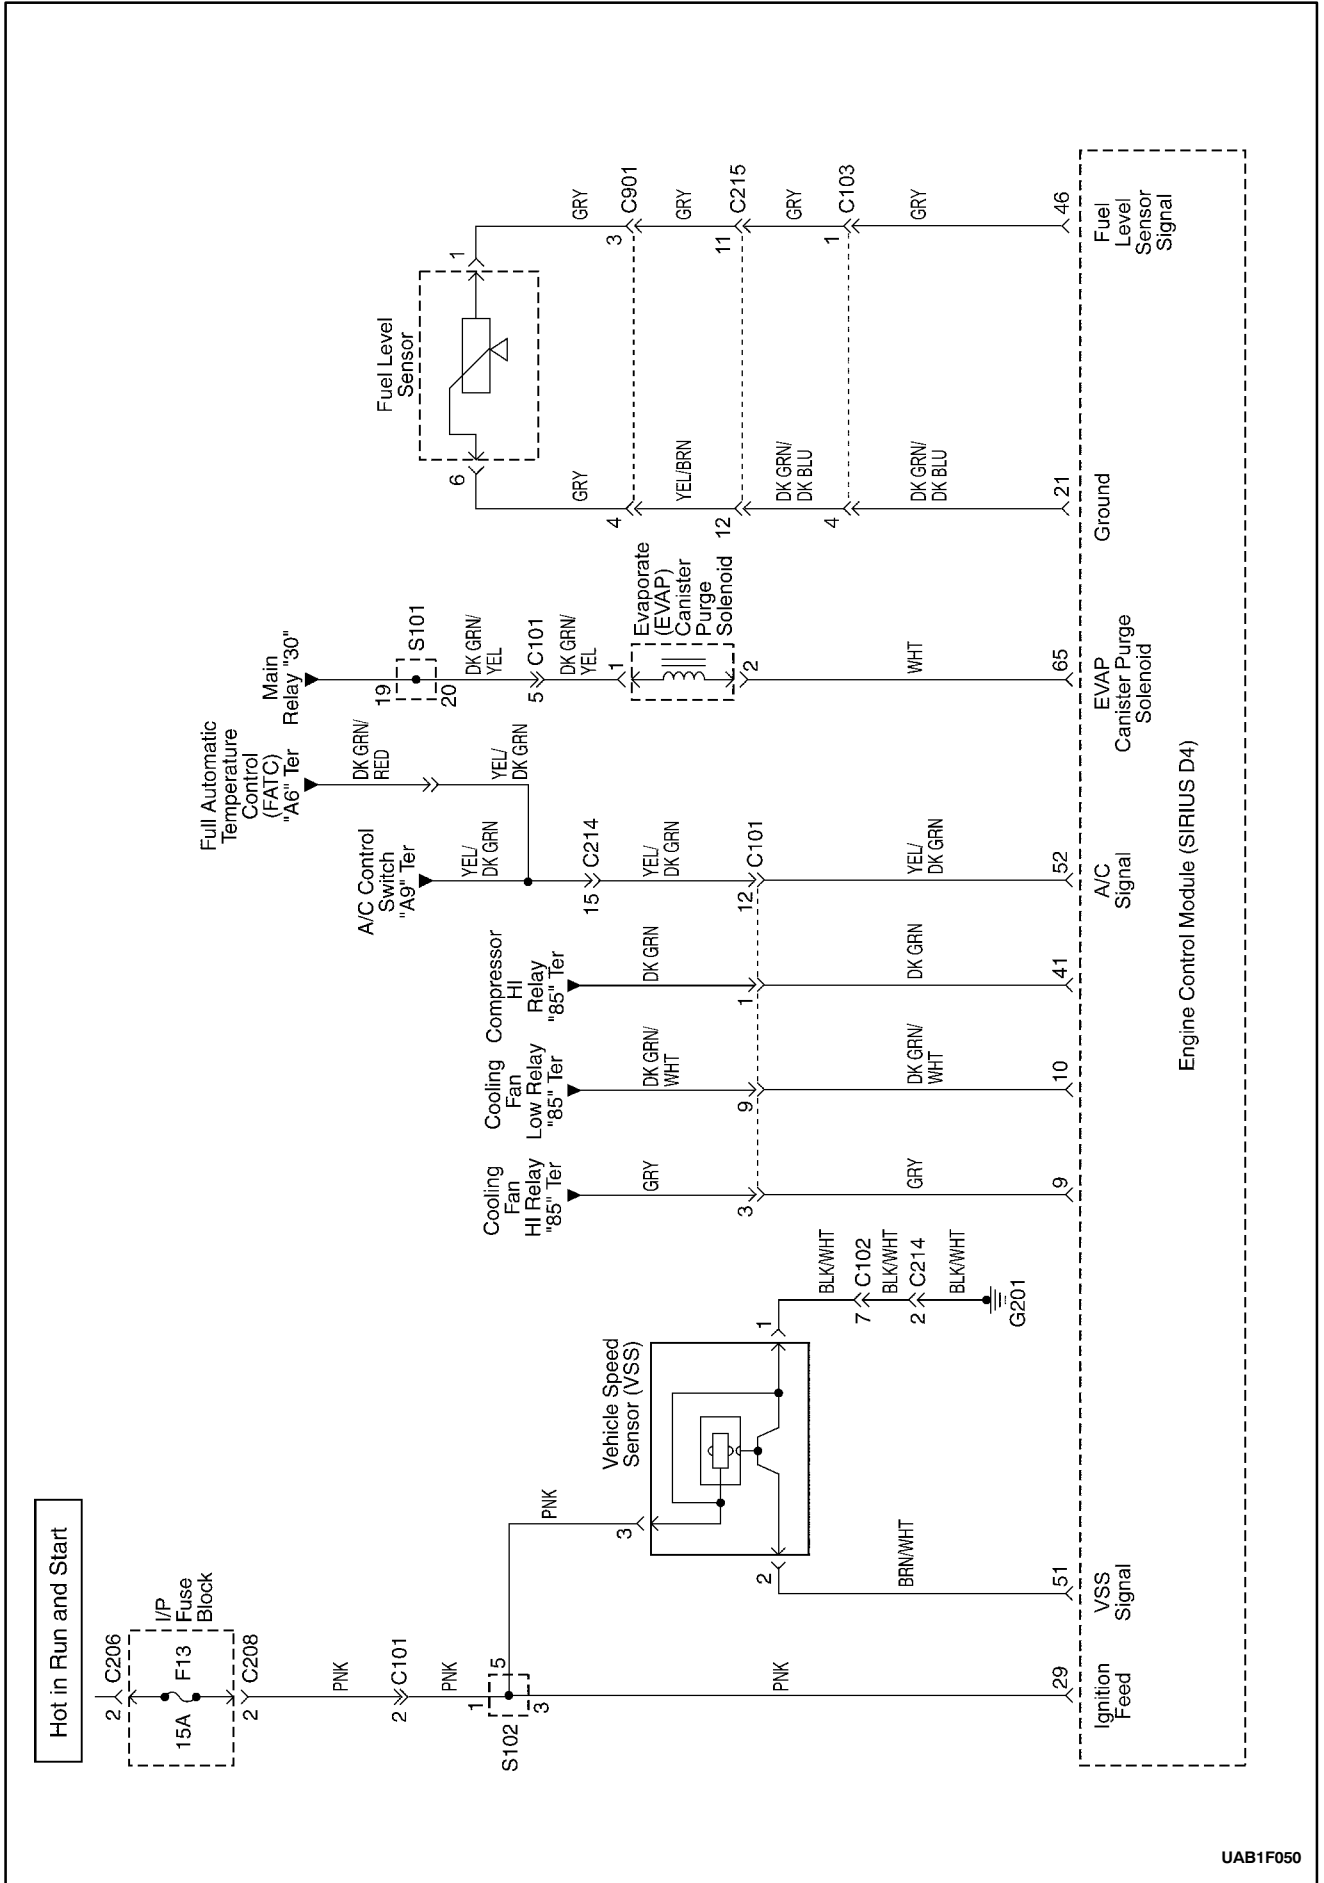 Hot in Run and Start
2
C206
15A
F13
I/P
Fuse
Block
2
C208
PNK
2
C101
PNK
1
5
S102
3
PNK
PNK
29
Ignition
Feed
Vehicle Speed
Sensor (VSS)
3
2
1
BRN/WHT
51
VSS
Signal
BLK/WHT
7
C102
BLK/WHT
2
C214
BLK/WHT
G201
Cooling
Fan
HI Relay
"85" Ter
GRY
3
GRY
9
Cooling
Fan
Low Relay
"85" Ter
DK GRN/
WHT
9
DK GRN/
WHT
10
Compressor
HI
Relay
"85" Ter
DK GRN
1
DK GRN
41
A/C Control
Switch
"A9" Ter
YEL/
DK GRN
15
C214
YEL/
DK GRN
12
C101
YEL/
DK GRN
52
A/C
Signal
Full Automatic
Temperature
Control
(FATC)
"A6" Ter
DK GRN/
RED
YEL/
DK GRN
Main
Relay "30"
19
S101
20
DK GRN/
YEL
5
C101
DK GRN/
YEL
1
Evaporate
(EVAP)
Canister
Purge
Solenoid
2
WHT
65
EVAP
Canister Purge
Solenoid
Fuel Level
Sensor
6
1
GRY
4
YEL/BRN
12
DK GRN/
DK BLU
4
DK GRN/
DK BLU
21
Ground
GRY
3
C901
GRY
11
C215
GRY
1
C103
GRY
46
Fuel
Level
Sensor
Signal
Engine Control Module (SIRIUS D4)
UAB1F050